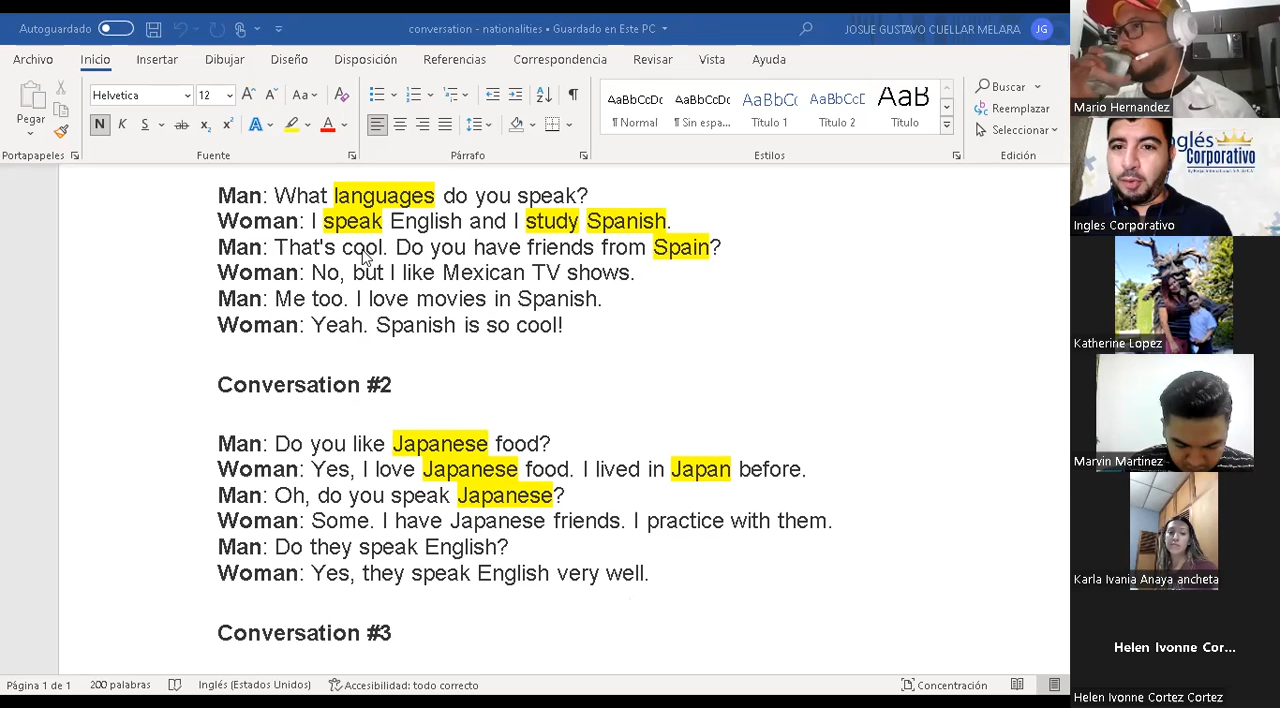 Autoguardado
conversation - nationalities • Guardado en Este PC
JOSUE GUSTAVO CUELLAR MELARA
JG
Archivo Inicio Insertar Dibujar Diseño Disposición Referencias Correspondencia Revisar Vista Ayuda
Pegar
Portapapeles
Helvetica 12
N K S ab x₂ x² A A
Fuente
Párrafo
AaBbCcDc AaBbCcDc AaBbCcC AaBbCcC AaB
¶ Normal ¶ Sin espa... Título 1 Título 2 Título
Estilos
Buscar
Reemplazar
Seleccionar
Edición
Man: What languages do you speak?
Woman: I speak English and I study Spanish.
Man: That's cool. Do you have friends from Spain?
Woman: No, but I like Mexican TV shows.
Man: Me too. I love movies in Spanish.
Woman: Yeah. Spanish is so cool!
Conversation #2
Man: Do you like Japanese food?
Woman: Yes, I love Japanese food. I lived in Japan before.
Man: Oh, do you speak Japanese?
Woman: Some. I have Japanese friends. I practice with them.
Man: Do they speak English?
Woman: Yes, they speak English very well.
Conversation #3
Página 1 de 1 200 palabras Inglés (Estados Unidos) Accesibilidad: todo correcto Concentración
Mario Hernandez
Inglés
Corporativo
Ingles Corporativo
Katherine Lopez
Marvin Martinez
Karla Ivania Anaya ancheta
Helen Ivonne Cor...
Helen Ivonne Cortez Cortez